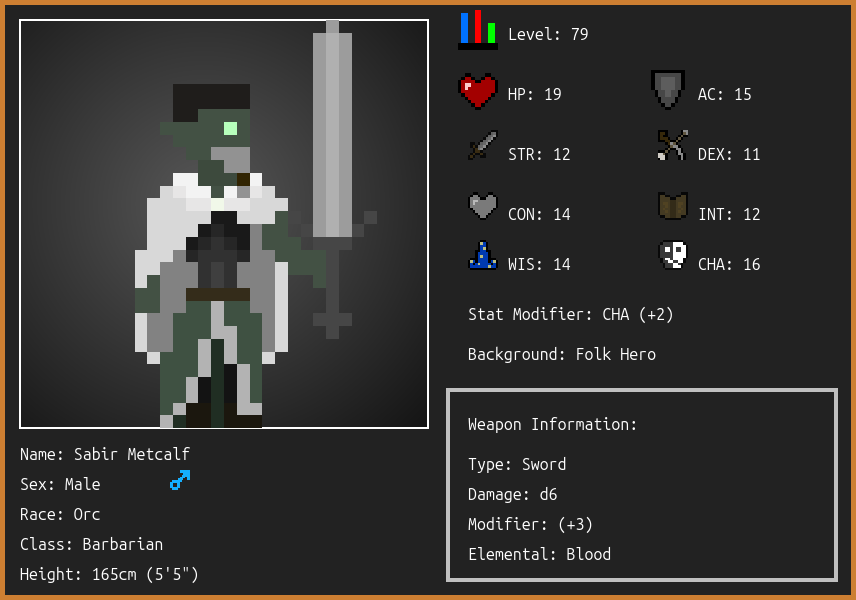 Level: 79
HP: 19
AC: 15
STR: 12
DEX: 11
CON: 14
INT: 12
WIS: 14
CHA: 16
Stat Modifier: CHA (+2)
Background: Folk Hero
Weapon Information:
Type: Sword
Damage: d6
Modifier: (+3)
Elemental: Blood
Name: Sabir Metcalf
Sex: Male
Race: Orc
Class: Barbarian
Height: 165cm (5'5")